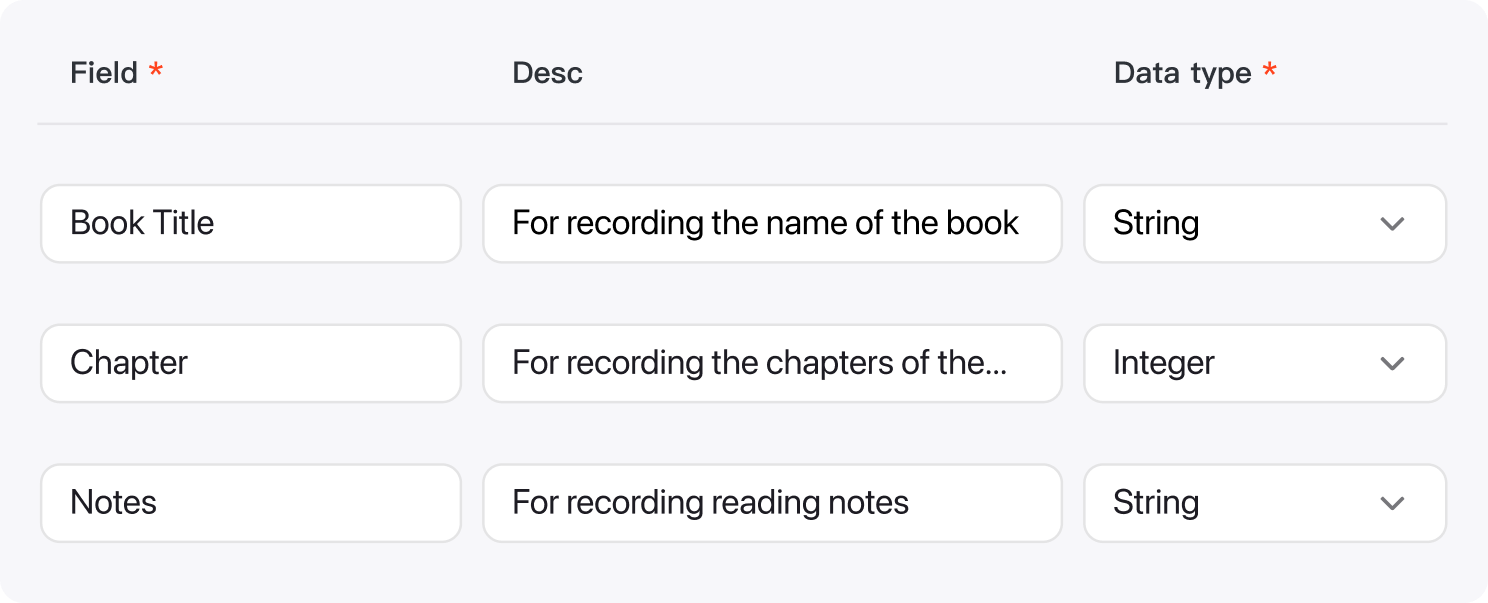 Field * Desc Data type *
Book Title For recording the name of the book String
Chapter For recording the chapters of the... Integer
Notes For recording reading notes String